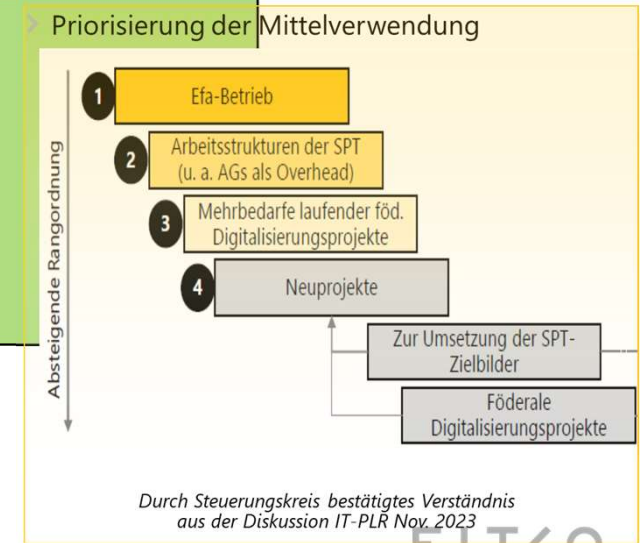 Priorisierung der Mittelverwendung
Absteigende Rangordnung
1
Efa-Betrieb
2
Arbeitsstrukturen der SPT
(u. a. AGs als Overhead)
3
Mehrbedarfe laufender föd.
Digitalisierungsprojekte
4
Neuprojekte
Zur Umsetzung der SPT-
Zielbilder
Föderale
Digitalisierungsprojekte
Durch Steuerungskreis bestätigtes Verständnis
aus der Diskussion IT-PLR Nov. 2023